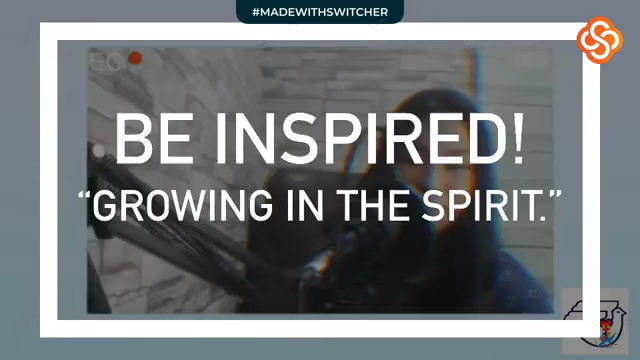 #MADEWITHSWITCHER
BE INSPIRED!
“GROWING IN THE SPIRIT.”